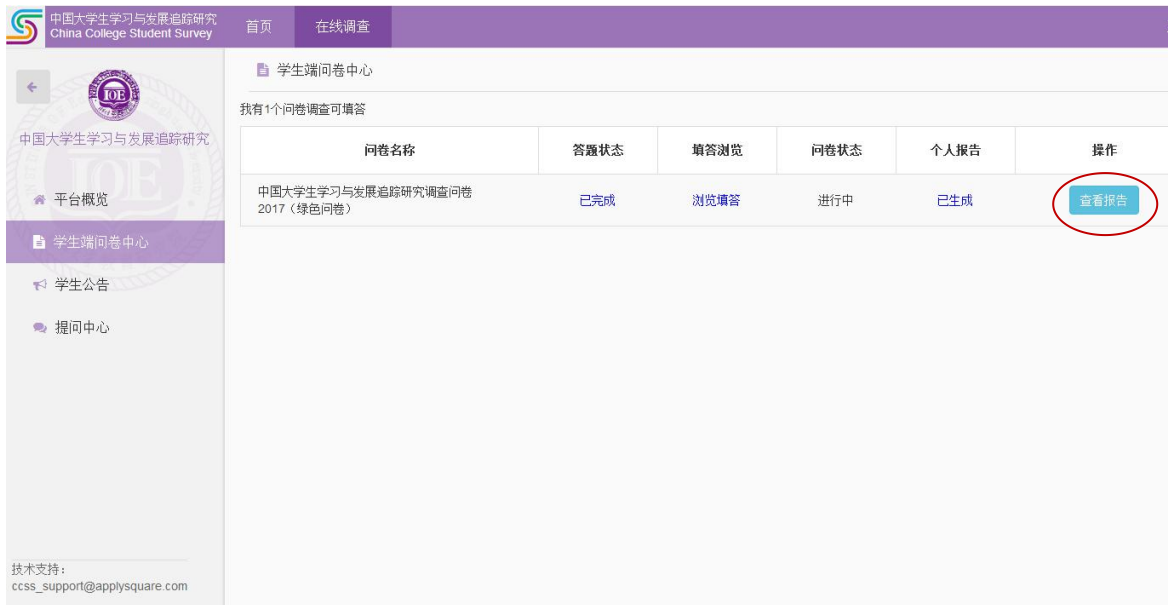 中国大学生学习与发展追踪研究
China College Student Survey
首页 在线调查
学生端问卷中心
IOE
中国大学生学习与发展追踪研究
平台概览
学生端问卷中心
学生公告
提问中心
我有1个问卷调查可填答
问卷名称 答题状态 填答浏览 问卷状态 个人报告 操作
中国大学生学习与发展追踪研究调查问卷
2017（绿色问卷） 已完成 浏览填答 进行中 已生成 查看报告
技术支持：
ccss_support@applysquare.com